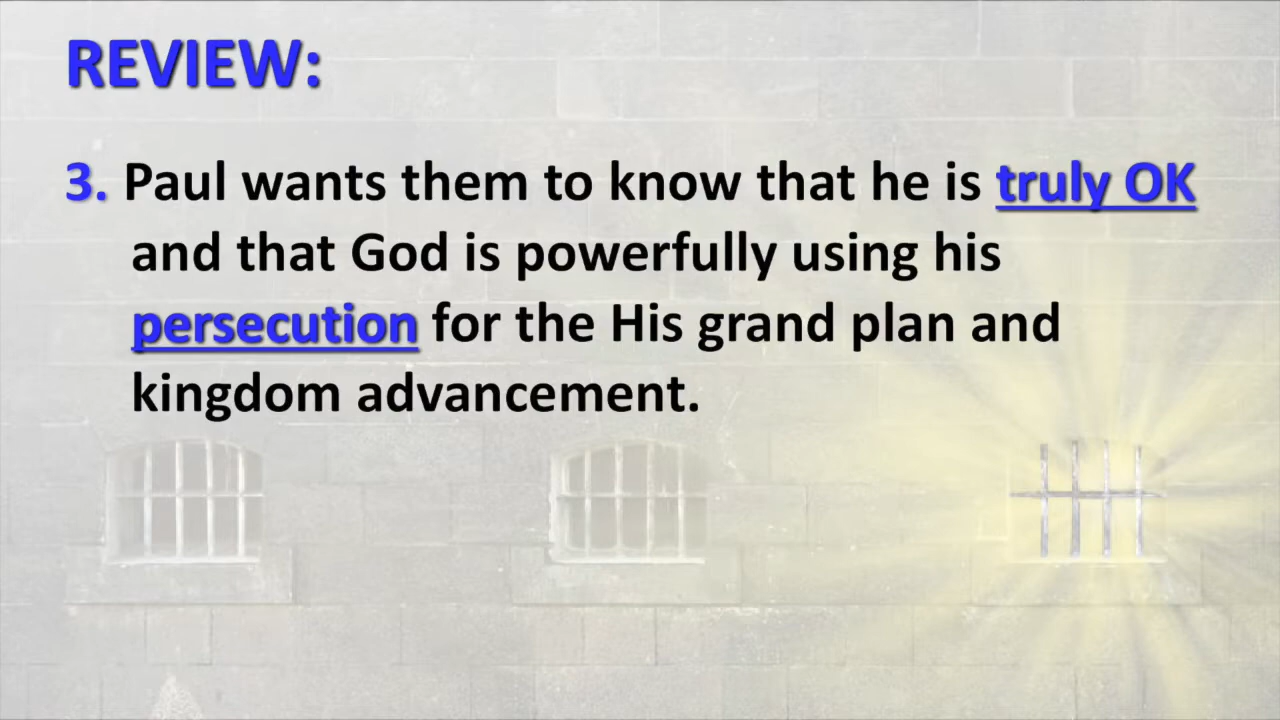 REVIEW:
3. Paul wants them to know that he is truly OK
and that God is powerfully using his
persecution for the His grand plan and
kingdom advancement.